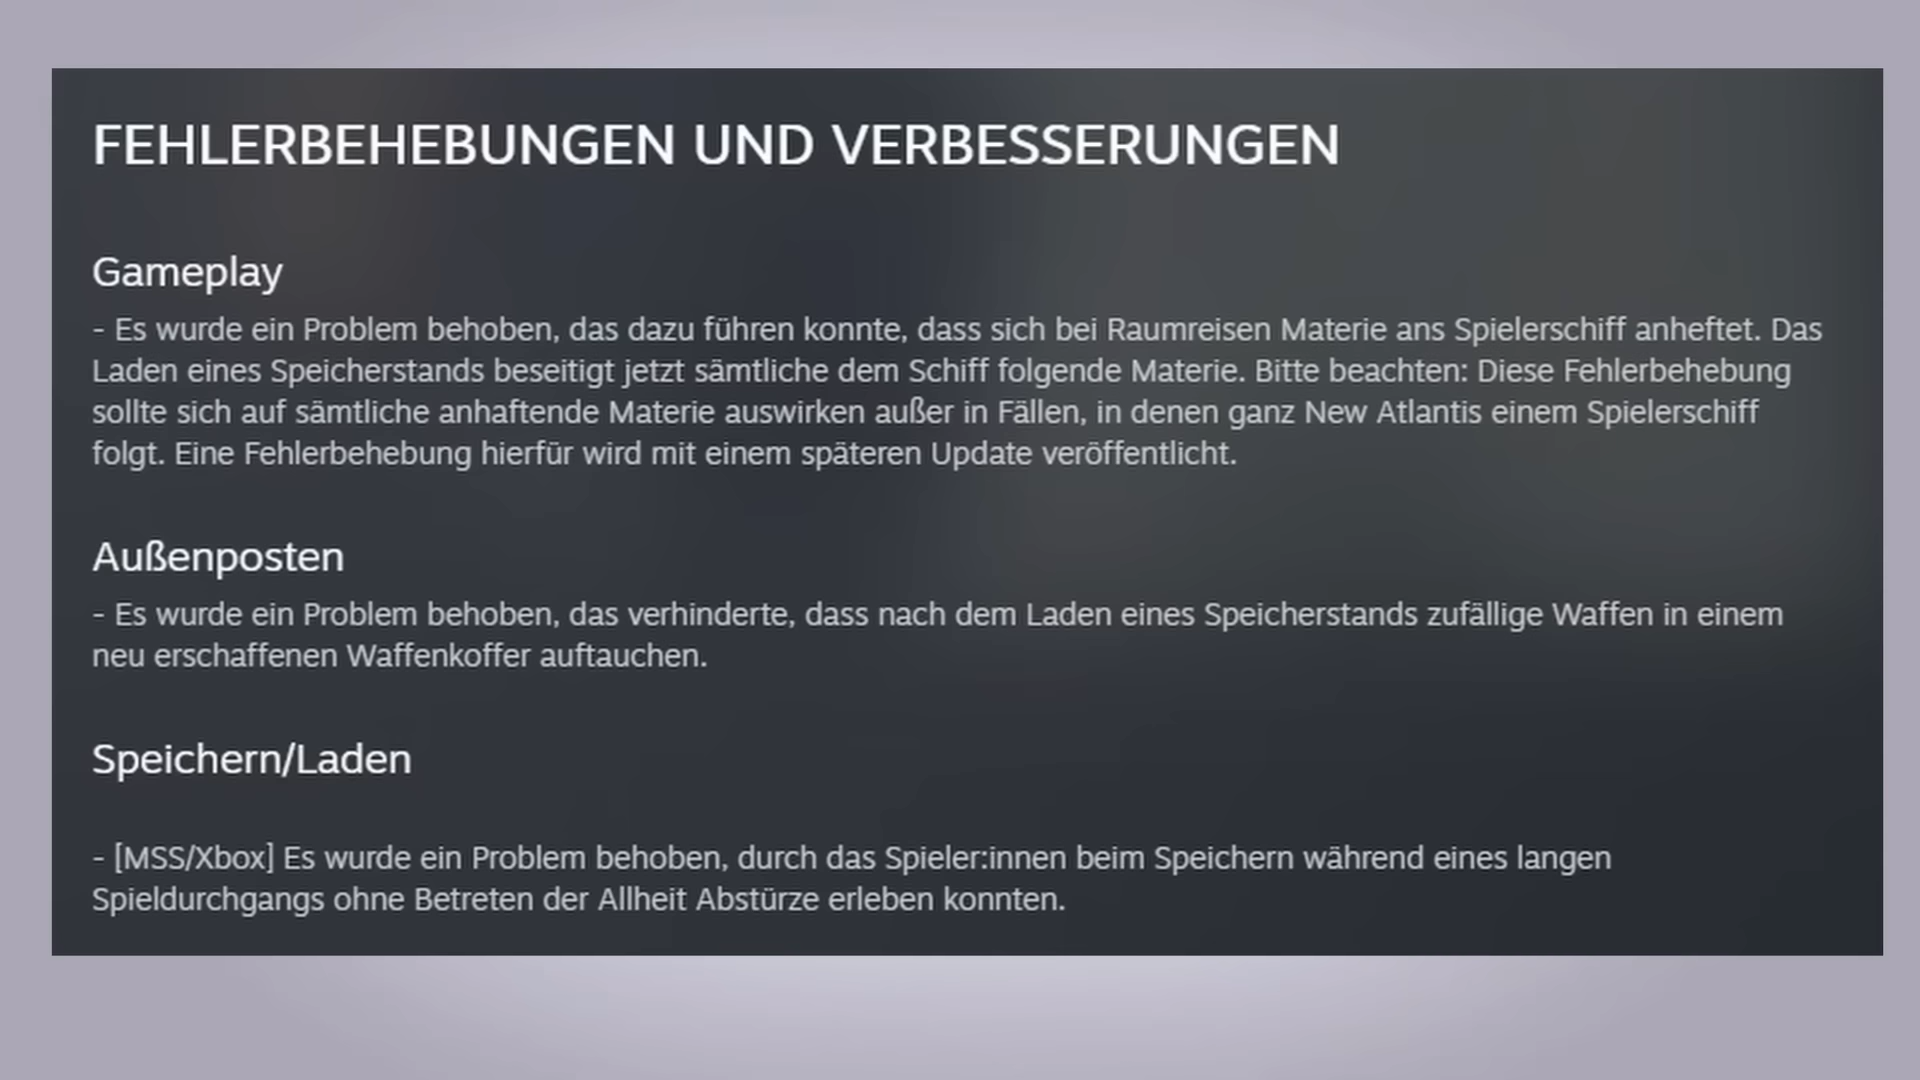 FEHLERBEHEBUNGEN UND VERBESSERUNGEN
Gameplay
- Es wurde ein Problem behoben, das dazu führen konnte, dass sich bei Raumreisen Materie ans Spielerschiff anheftet. Das
Laden eines Speicherstands beseitigt jetzt sämtliche dem Schiff folgende Materie. Bitte beachten: Diese Fehlerbehebung
sollte sich auf sämtliche anhaftende Materie auswirken außer in Fällen, in denen ganz New Atlantis einem Spielerschiff
folgt. Eine Fehlerbehebung hierfür wird mit einem späteren Update veröffentlicht.
Außenposten
- Es wurde ein Problem behoben, das verhinderte, dass nach dem Laden eines Speicherstands zufällige Waffen in einem
neu erschaffenen Waffenkoffer auftauchen.
Speichern/Laden
- [MSS/Xbox] Es wurde ein Problem behoben, durch das Spieler:innen beim Speichern während eines langen
Spieldurchgangs ohne Betreten der Allheit Abstürze erleben konnten.